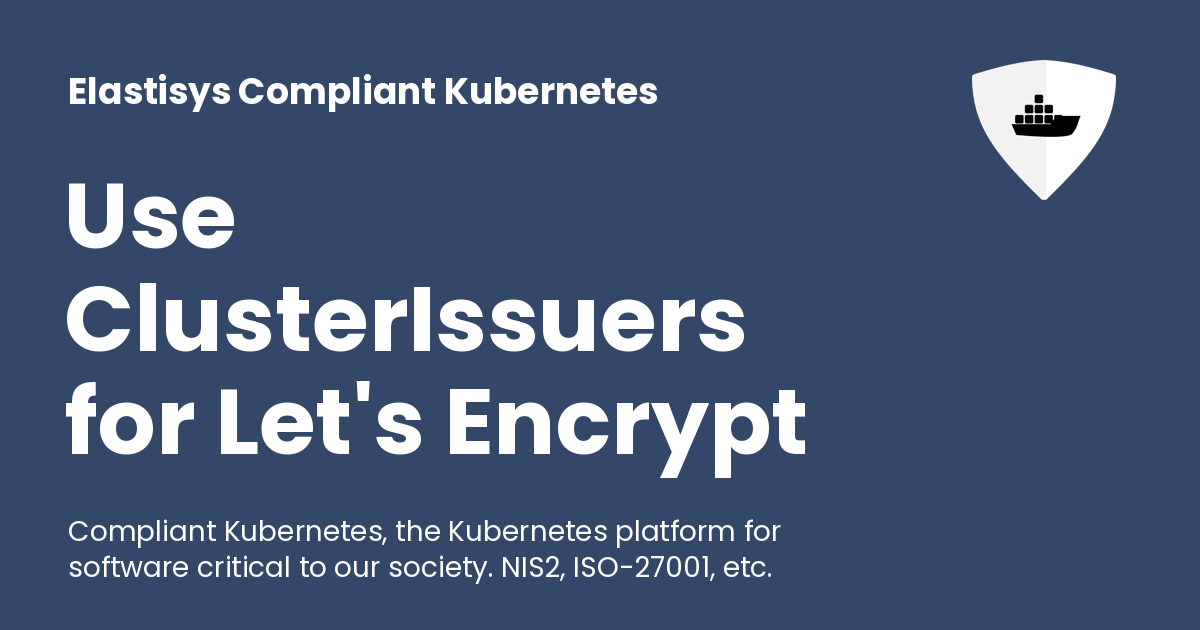 Elastisys Compliant Kubernetes
Use
ClusterIssuers
for Let's Encrypt
Compliant Kubernetes, the Kubernetes platform for
software critical to our society. NIS2, ISO-27001, etc.